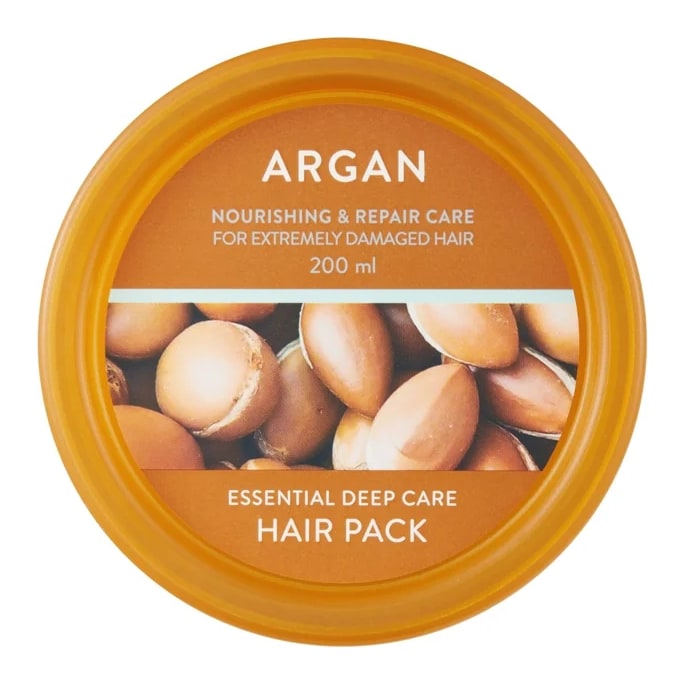 ARGAN
NOURISHING & REPAIR CARE
FOR EXTREMELY DAMAGED HAIR
200 ml
ESSENTIAL DEEP CARE
HAIR PACK